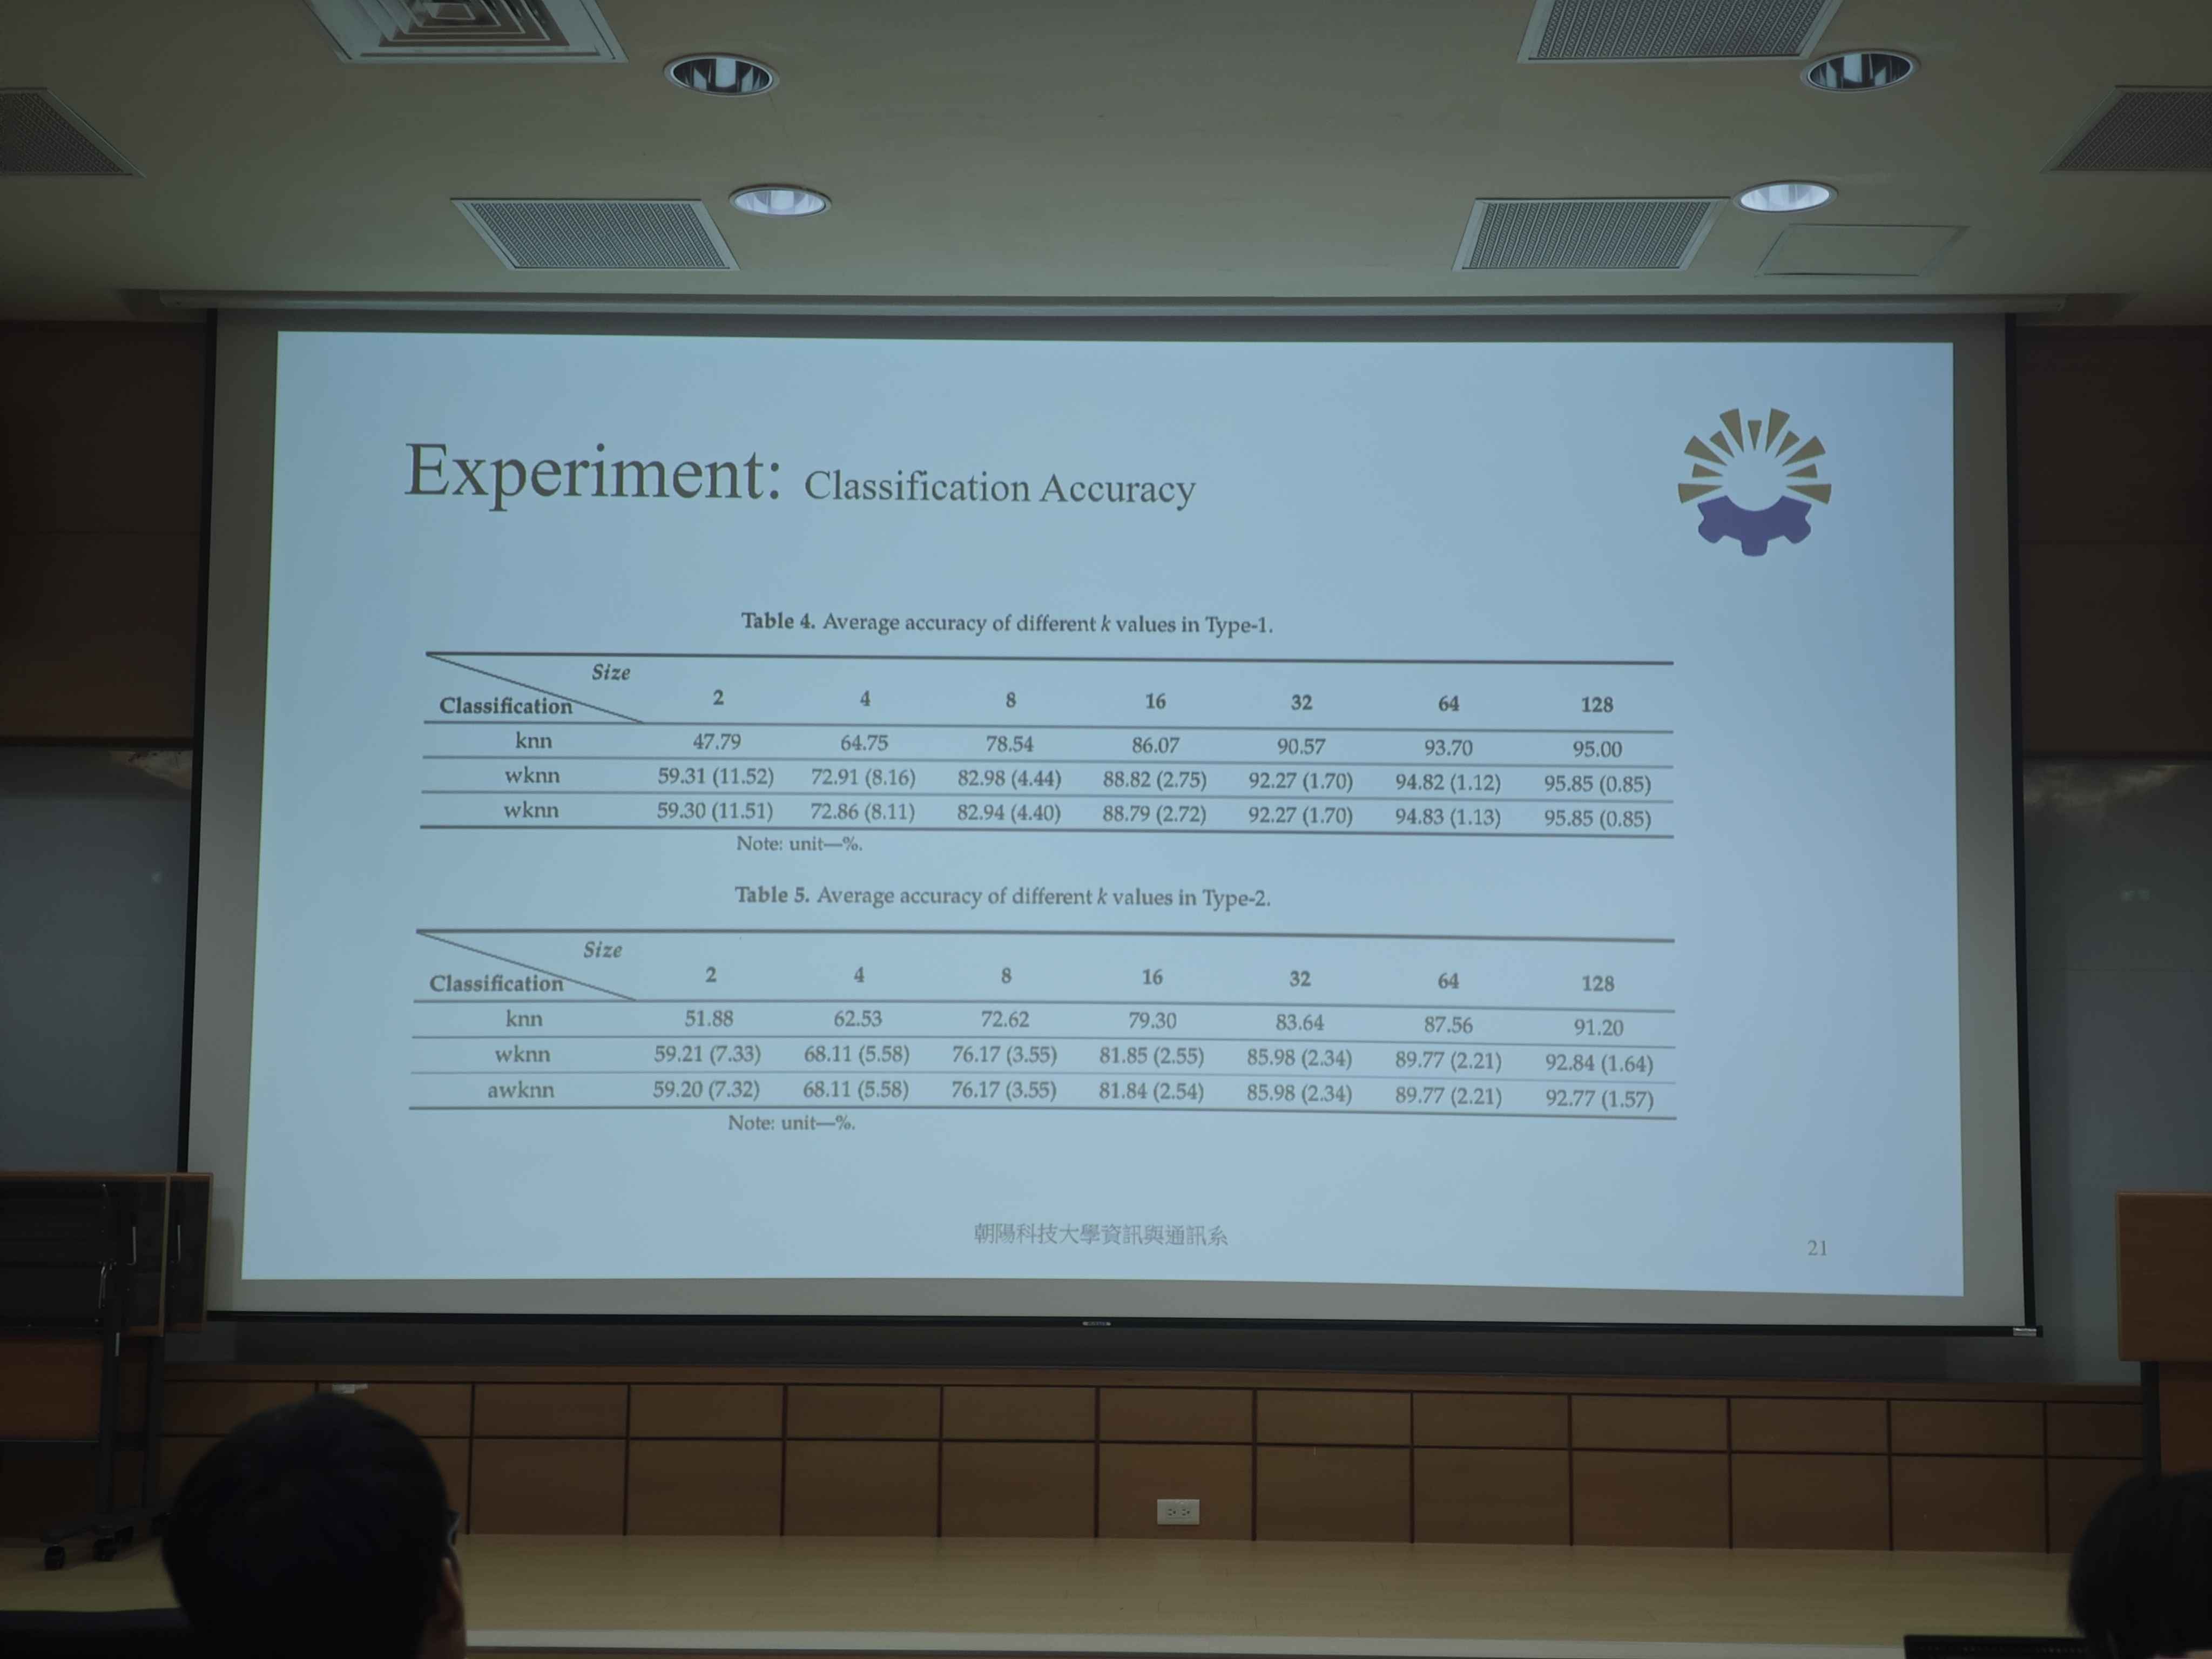 Experiment: Classification Accuracy
Table 4. Average accuracy of different k values in Type-1.
Size
Classification 2 4 8 16 32 64 128
knn 47.79 64.75 78.54 86.07 90.57 93.70 95.00
wknn 59.31 (11.52) 72.91 (8.16) 82.98 (4.44) 88.82 (2.75) 92.27 (1.70) 94.82 (1.12) 95.85 (0.85)
wknn 59.30 (11.51) 72.86 (8.11) 82.94 (4.40) 88.79 (2.72) 92.27 (1.70) 94.83 (1.13) 95.85 (0.85)
Note: unit—%.
Table 5. Average accuracy of different k values in Type-2.
Size
Classification 2 4 8 16 32 64 128
knn 51.88 62.53 72.62 79.30 83.64 87.56 91.20
wknn 59.21 (7.33) 68.11 (5.58) 76.17 (3.55) 81.85 (2.55) 85.98 (2.34) 89.77 (2.21) 92.84 (1.64)
awknn 59.20 (7.32) 68.11 (5.58) 76.17 (3.55) 81.84 (2.54) 85.98 (2.34) 89.77 (2.21) 92.77 (1.57)
Note: unit—%.
朝陽科技大學資訊與通訊系
21